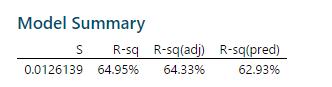 Model Summary
S R-sq R-sq(adj) R-sq(pred)
0.0126139 64.95% 64.33% 62.93%